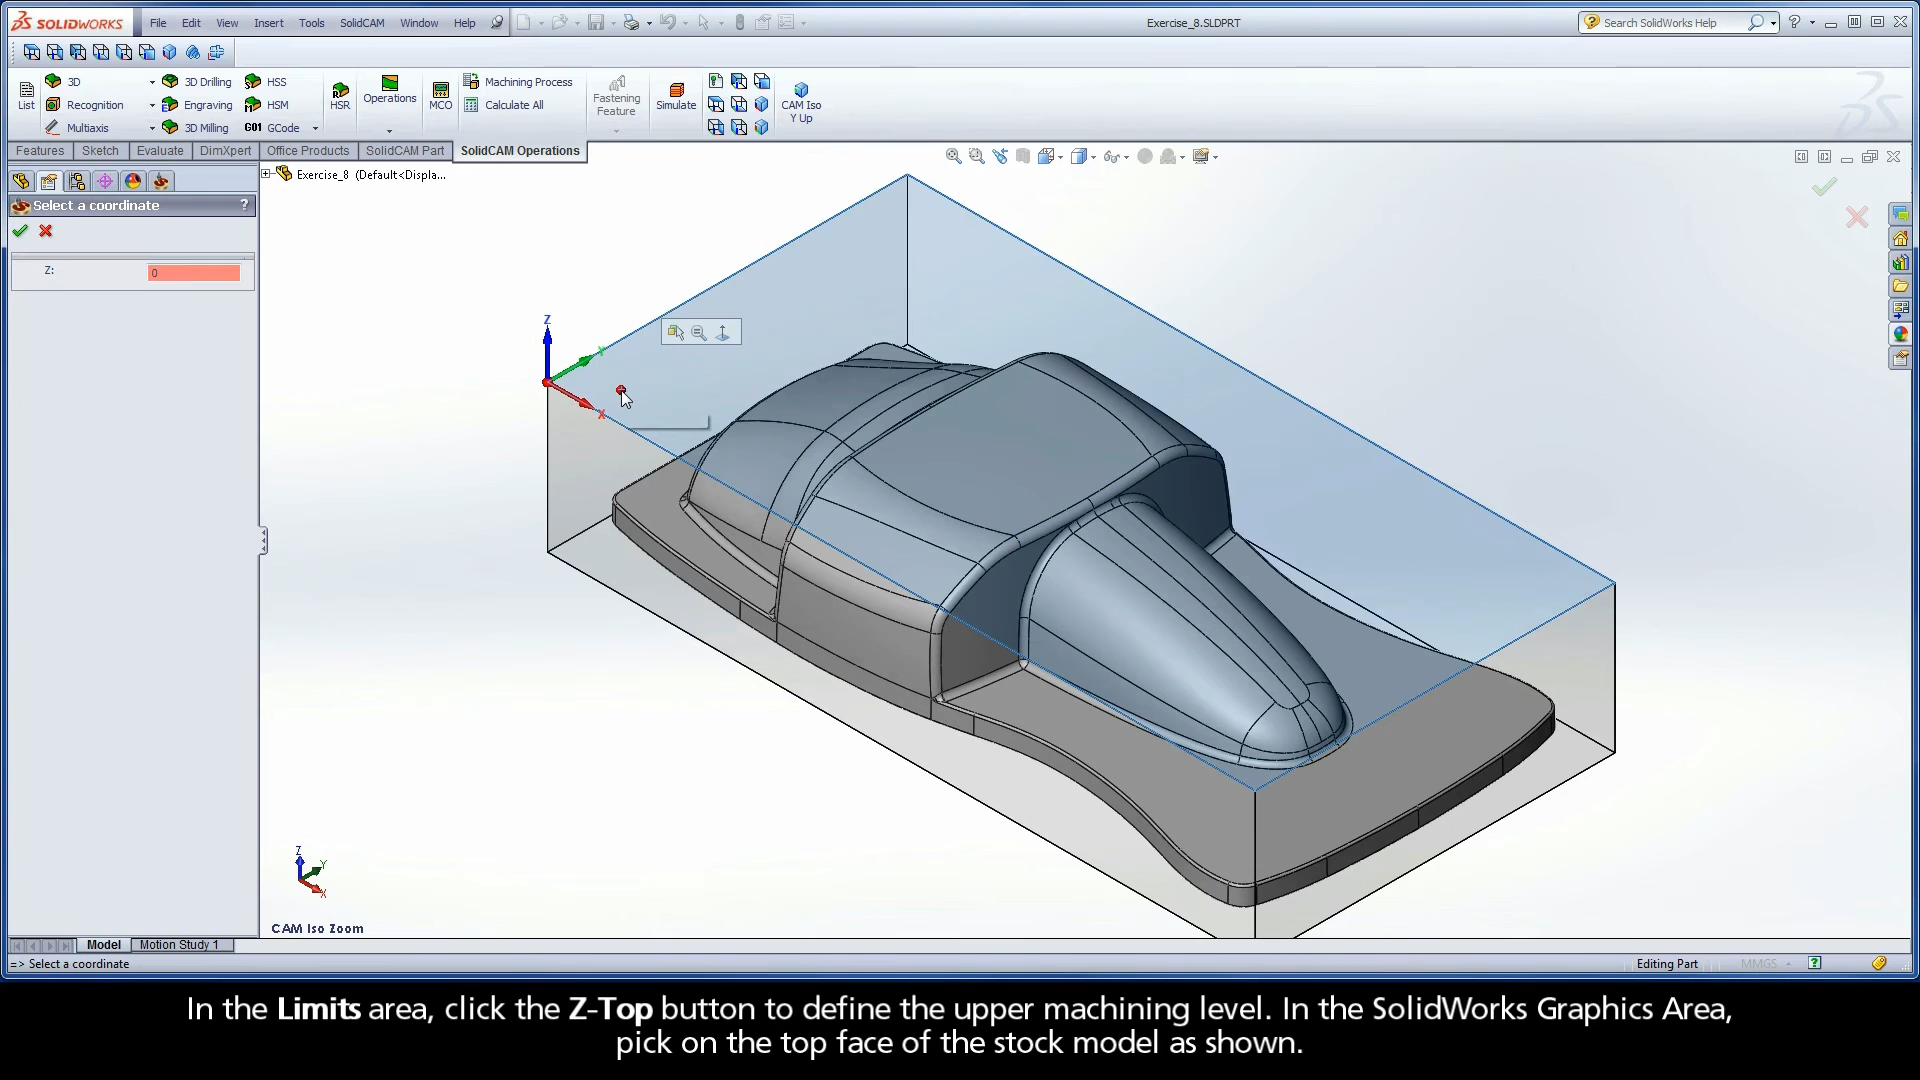 SOLIDWORKS File Edit View Insert Tools SolidCAM Window Help Exercise_8.SLDPRT Search SolidWorks Help
3D 3D Drilling HSS Machining Process
List Recognition Engraving HSM HSR Operations MCO Calculate All Fastening Feature Simulate CAM Iso Y Up
Multiaxis 3D Milling G01 GCode
Features Sketch Evaluate DimXpert Office Products SolidCAM Part SolidCAM Operations
Exercise_8 (Default<Displa...
Select a coordinate ?
Z: 0
Z
X
Z
Y
X
CAM Iso Zoom
Model Motion Study 1
=> Select a coordinate Editing Part MMGS
In the Limits area, click the Z-Top button to define the upper machining level. In the SolidWorks Graphics Area,
pick on the top face of the stock model as shown.